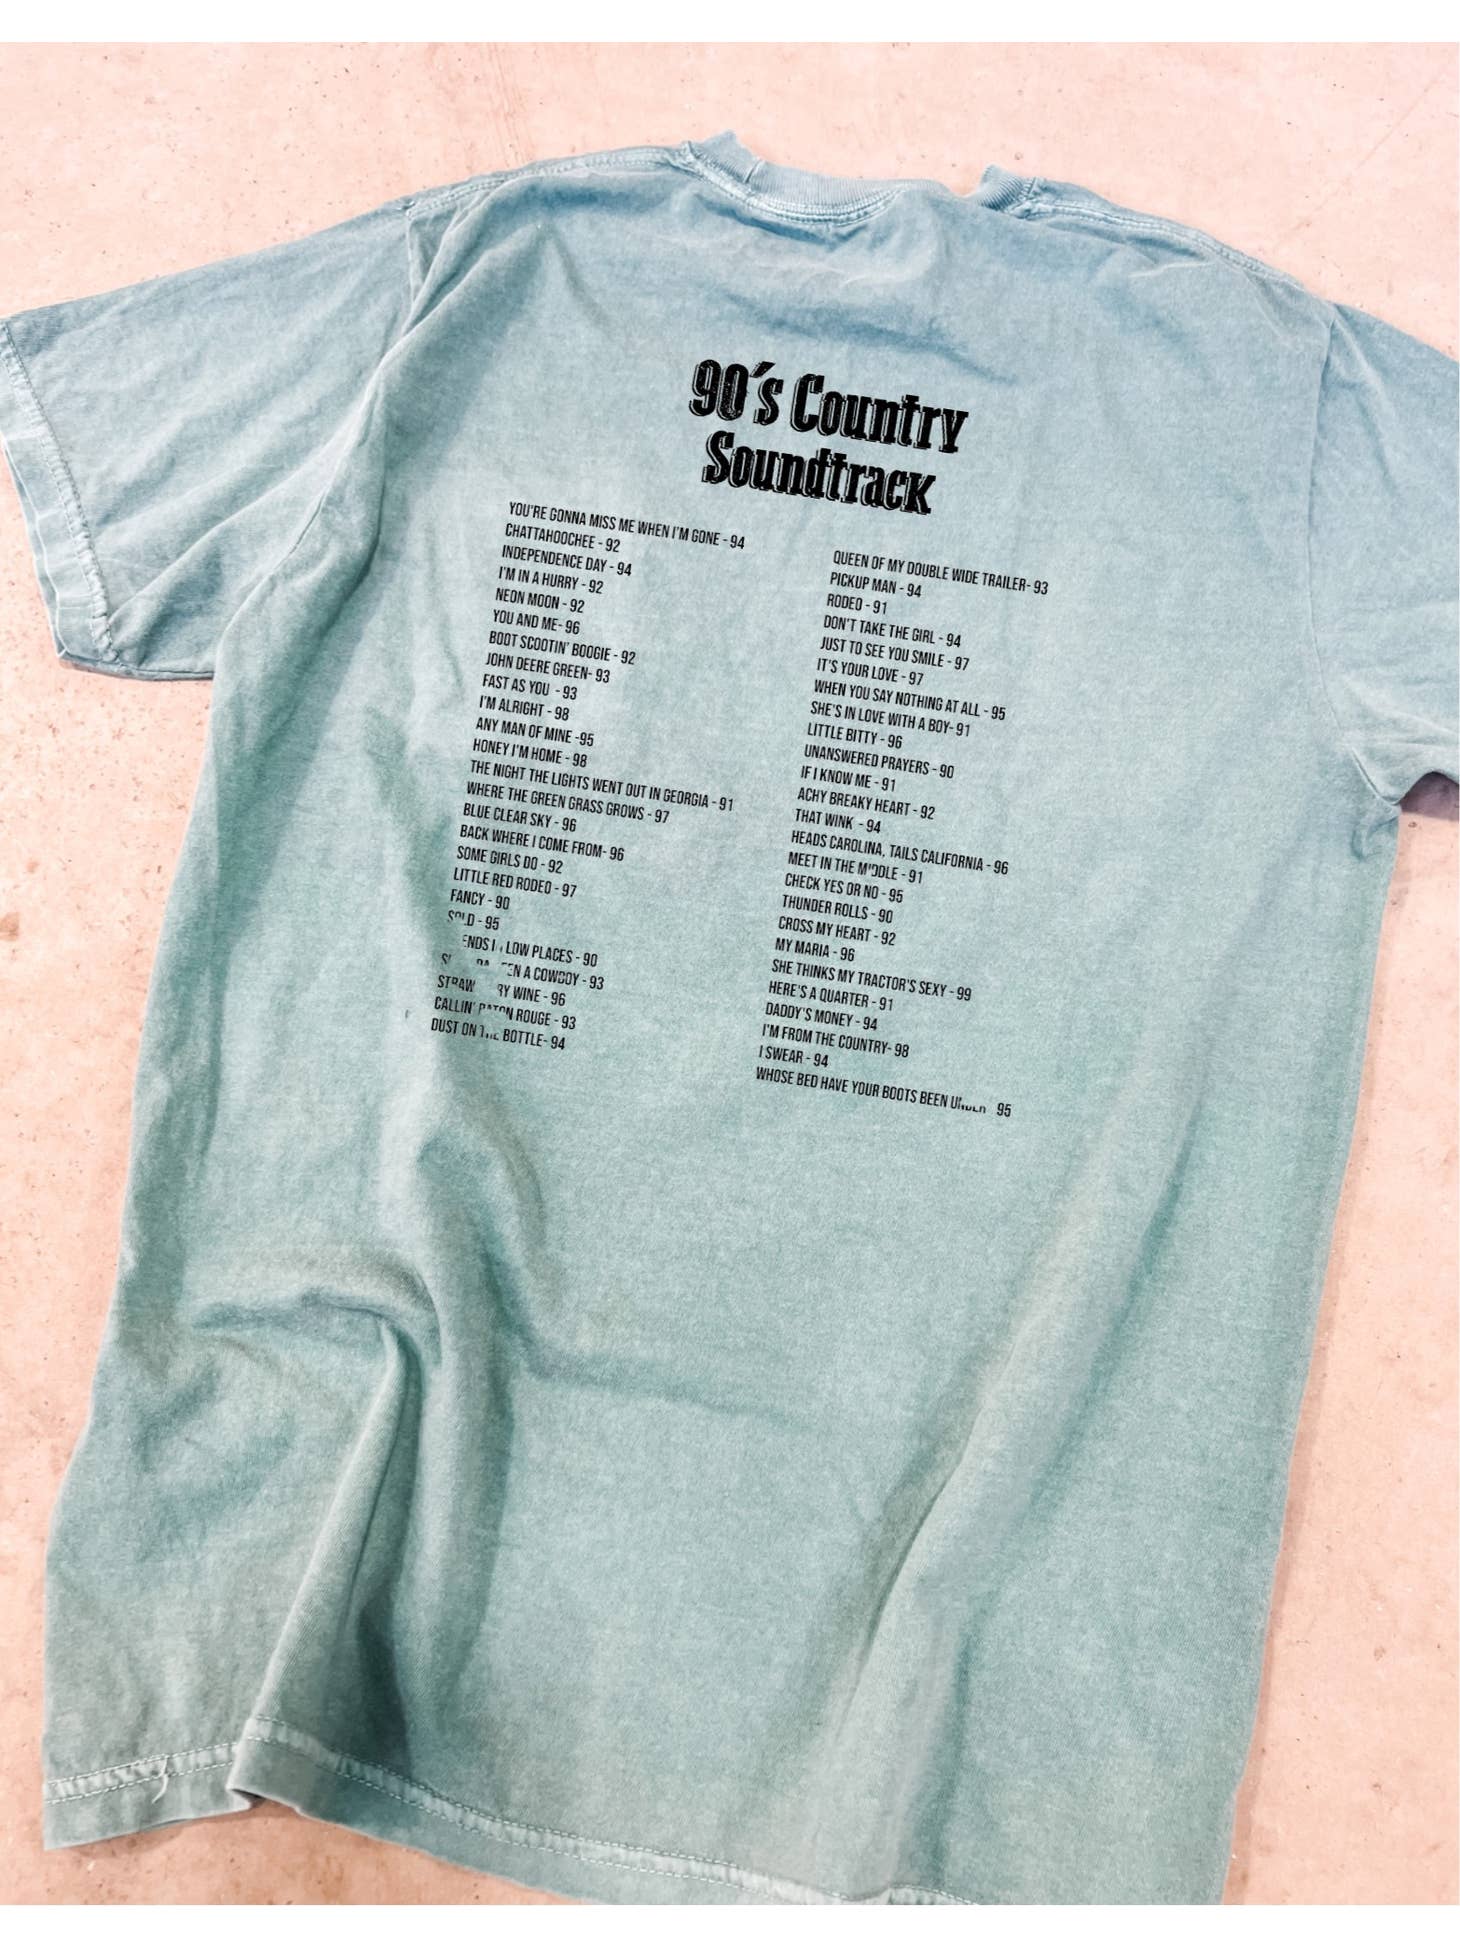 90's Country
Soundtrack
YOU'RE GONNA MISS ME WHEN I'M GONE - 94
CHATTAHOOCHEE - 92
INDEPENDENCE DAY - 94
I'M IN A HURRY - 92
NEON MOON - 92
YOU AND ME- 96
BOOT SCOOTIN' BOOGIE - 92
JOHN DEERE GREEN- 93
FAST AS YOU - 93
I'M ALRIGHT - 98
ANY MAN OF MINE -95
HONEY I'M HOME - 98
THE NIGHT THE LIGHTS WENT OUT IN GEORGIA - 91
WHERE THE GREEN GRASS GROWS - 97
BLUE CLEAR SKY - 96
BACK WHERE I COME FROM- 96
SOME GIRLS DO - 92
LITTLE RED RODEO - 97
FANCY - 90
SOLD - 95
LOW PLACES - 90
A COWBOY - 93
WINE - 96
CALLIN' BATON ROUGE - 93
DUST ON THE BOTTLE- 94
QUEEN OF MY DOUBLE WIDE TRAILER- 93
PICKUP MAN - 94
RODEO - 91
DON'T TAKE THE GIRL - 94
JUST TO SEE YOU SMILE - 97
IT'S YOUR LOVE - 97
WHEN YOU SAY NOTHING AT ALL - 95
SHE'S IN LOVE WITH A BOY- 91
LITTLE BITTY - 96
UNANSWERED PRAYERS - 90
IF I KNOW ME - 91
ACHY BREAKY HEART - 92
THAT WINK - 94
HEADS CAROLINA, TAILS CALIFORNIA - 96
MEET IN THE MIDDLE - 91
CHECK YES OR NO - 95
THUNDER ROLLS - 90
CROSS MY HEART - 92
MY MARIA - 96
SHE THINKS MY TRACTOR'S SEXY - 99
HERE'S A QUARTER - 91
DADDY'S MONEY - 94
I'M FROM THE COUNTRY- 98
I SWEAR - 94
WHOSE BED HAVE YOUR BOOTS BEEN UNDER 95